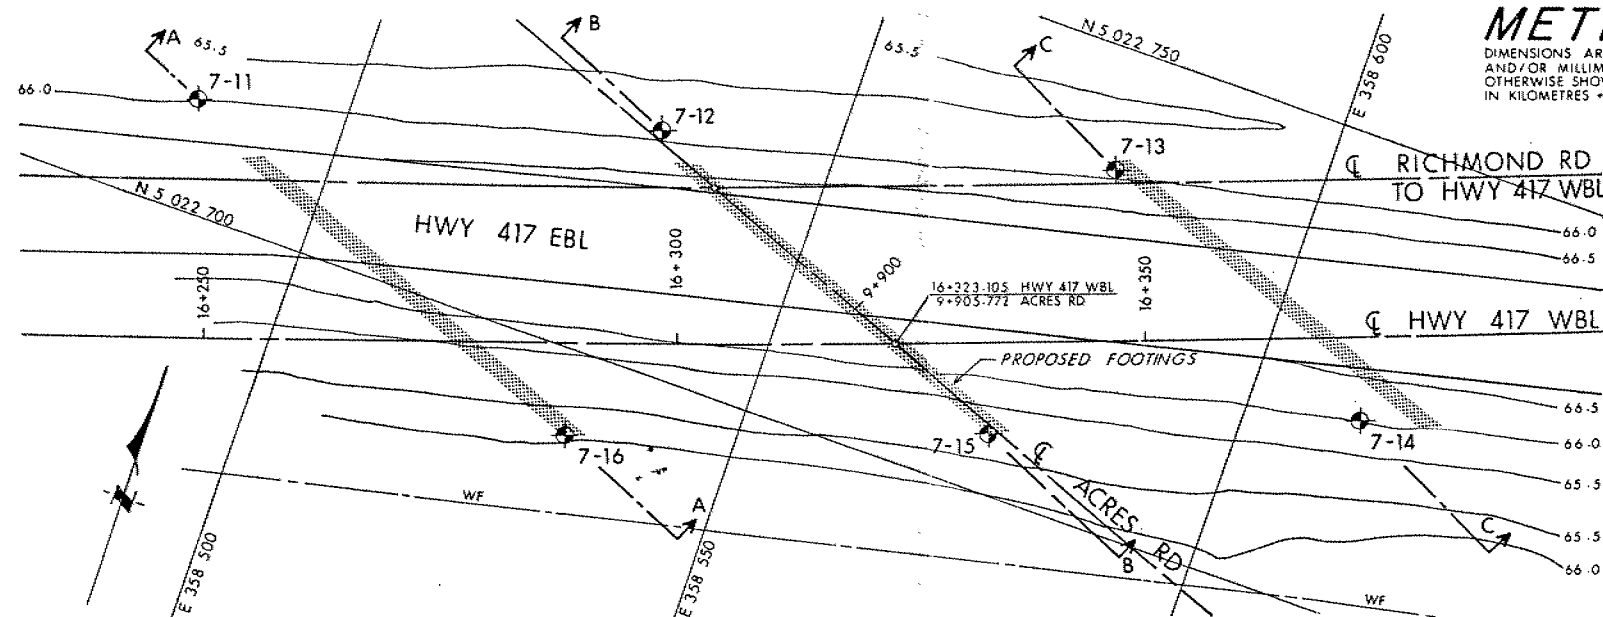 METR
DIMENSIONS AR
AND/OR MILLIM
OTHERWISE SHO
IN KILOMETRES +
A
65.5
7-11
66.0
B
7-12
65.5
C
N 5 022 750
E 358 600
7-13
℄ RICHMOND RD
TO HWY 417 WBL
N 5 022 700
HWY 417 EBL
66.0
66.5
16+250
16+300
9+900
16+323.105 HWY 417 WBL
9+905.772 ACRES RD
16+350
℄ HWY 417 WBL
PROPOSED FOOTINGS
66.5
66.0
65.5
65.5
66.0
7-16
7-15
7-14
℄ ACRES RD
WF
A
B
C
N
E 358 500
E 358 550
WF